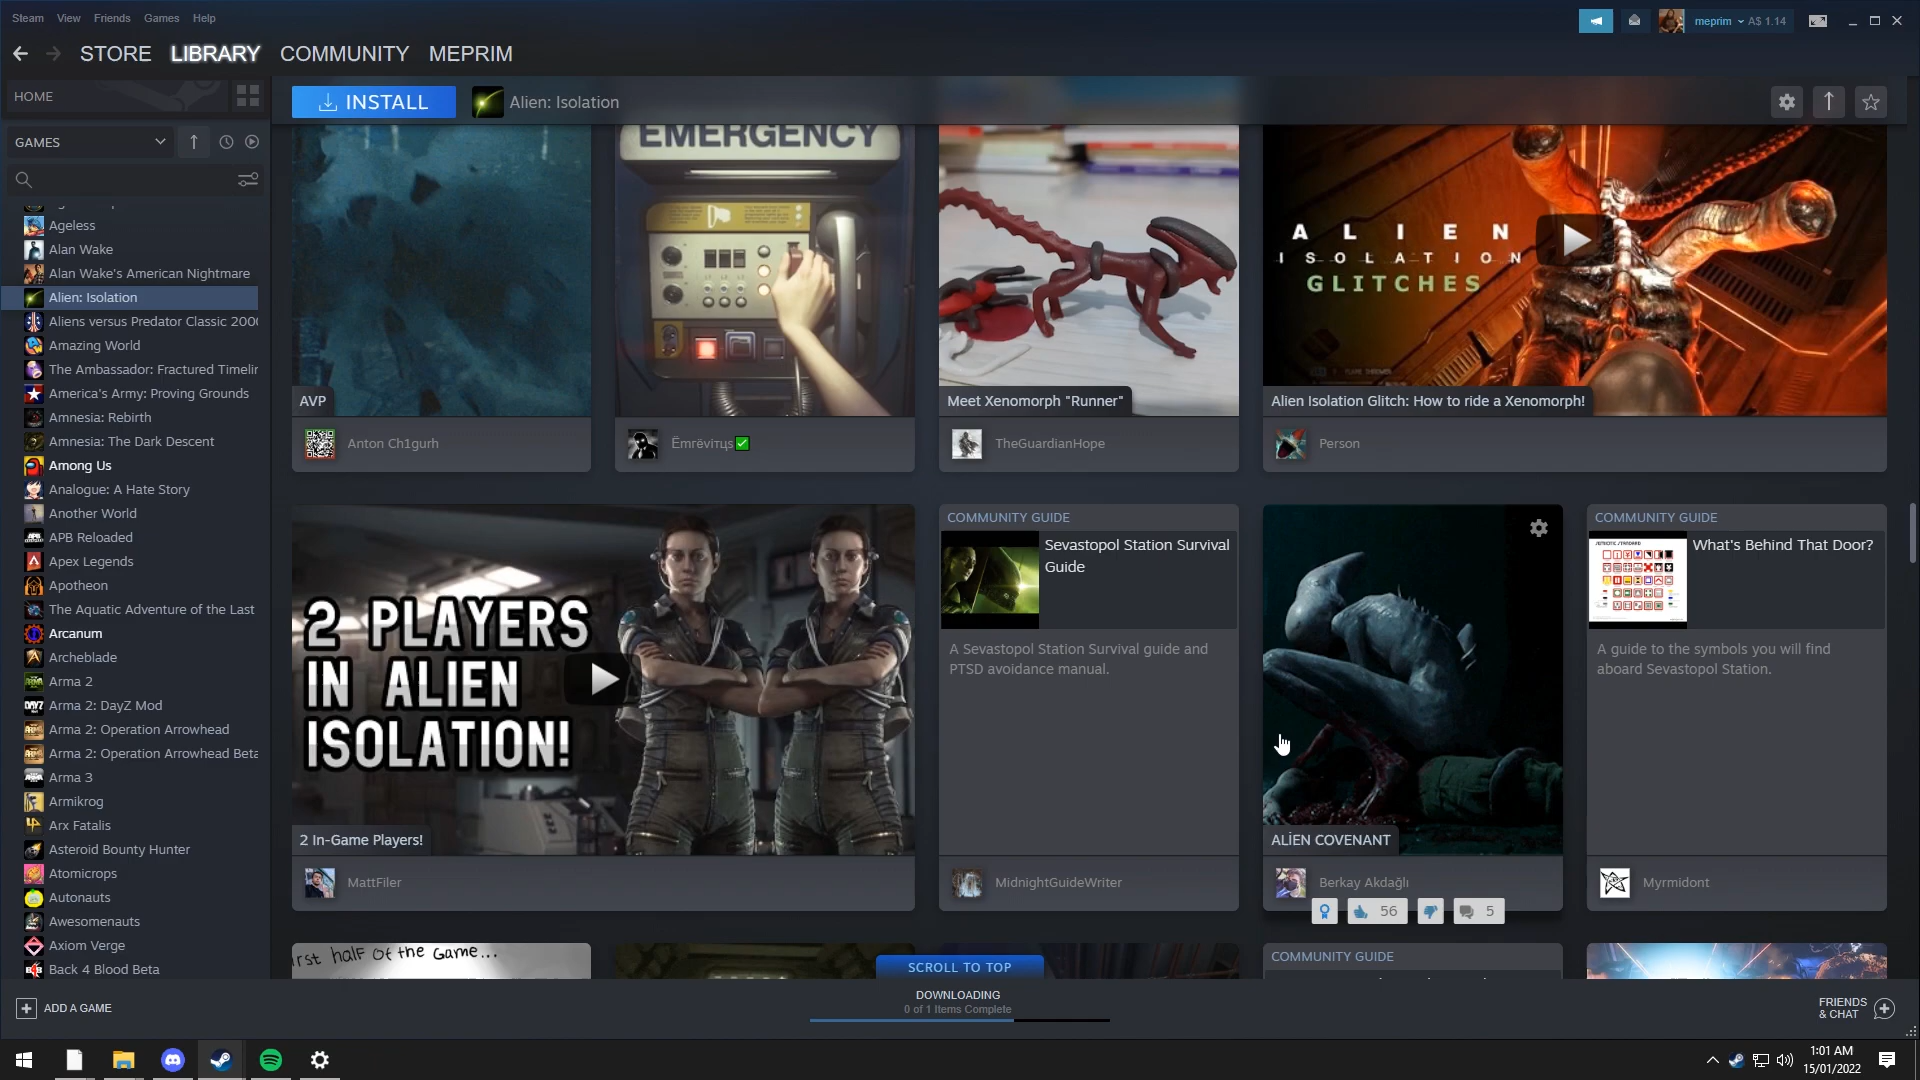 Steam View Friends Games Help
meprim A$ 1.14
STORE LIBRARY COMMUNITY MEPRIM
HOME
INSTALL Alien: Isolation
GAMES
Ageless
Alan Wake
Alan Wake's American Nightmare
Alien: Isolation
Aliens versus Predator Classic 200
Amazing World
The Ambassador: Fractured Timelin
America's Army: Proving Grounds
Amnesia: Rebirth
Amnesia: The Dark Descent
Among Us
Analogue: A Hate Story
Another World
APB Reloaded
Apex Legends
Apotheon
The Aquatic Adventure of the Last
Arcanum
Archeblade
Arma 2
Arma 2: DayZ Mod
Arma 2: Operation Arrowhead
Arma 2: Operation Arrowhead Beta
Arma 3
Armikrog
Arx Fatalis
Asteroid Bounty Hunter
Atomicrops
Autonauts
Awesomenauts
Axiom Verge
Back 4 Blood Beta
EMERGENCY
ALIEN
ISOLATION
GLITCHES
AVP
Meet Xenomorph "Runner"
Alien Isolation Glitch: How to ride a Xenomorph!
Anton Ch1gurh
Ëmrëvitцs
TheGuardianHope
Person
2 PLAYERS
IN ALIEN
ISOLATION!
2 In-Game Players!
MattFiler
COMMUNITY GUIDE
Sevastopol Station Survival
Guide
A Sevastopol Station Survival guide and
PTSD avoidance manual.
MidnightGuideWriter
ALİEN COVENANT
Berkay Akdağlı
56
5
COMMUNITY GUIDE
What's Behind That Door?
A guide to the symbols you will find
aboard Sevastopol Station.
Myrmidont
irst half of the Game...
COMMUNITY GUIDE
SCROLL TO TOP
ADD A GAME
DOWNLOADING
0 of 1 Items Complete
FRIENDS
& CHAT
1:01 AM
15/01/2022